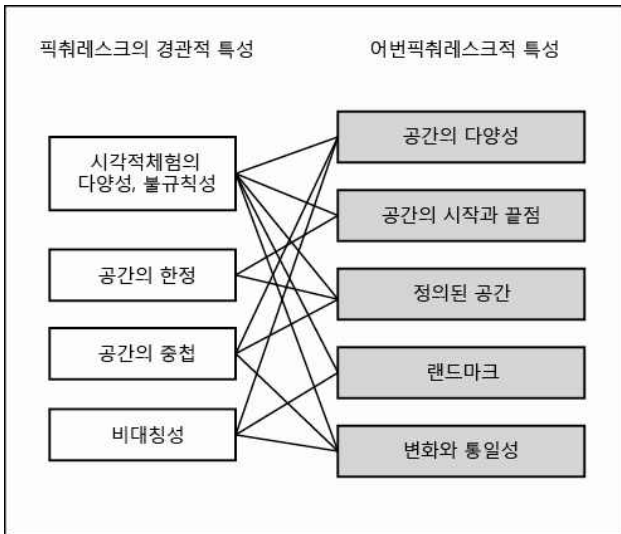 픽춰레스크의 경관적 특성
어번픽춰레스크적 특성
시각적체험의
다양성, 불규칙성
공간의 한정
공간의 중첩
비대칭성
공간의 다양성
공간의 시작과 끝점
정의된 공간
랜드마크
변화와 통일성